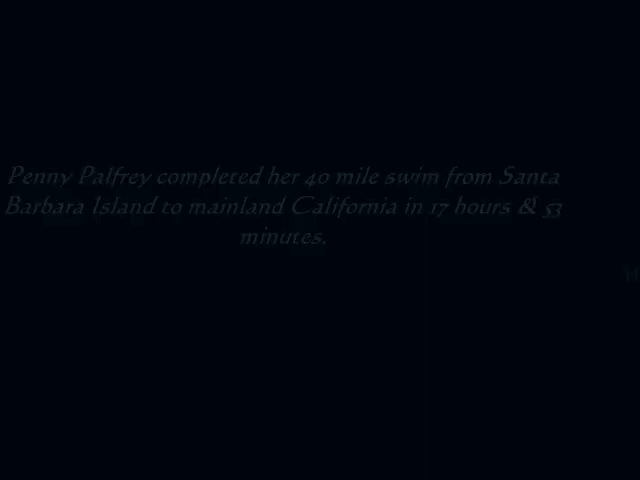 Penny Palfrey completed her 40 mile swim from Santa
Barbara Island to mainland California in 17 hours & 53
minutes.